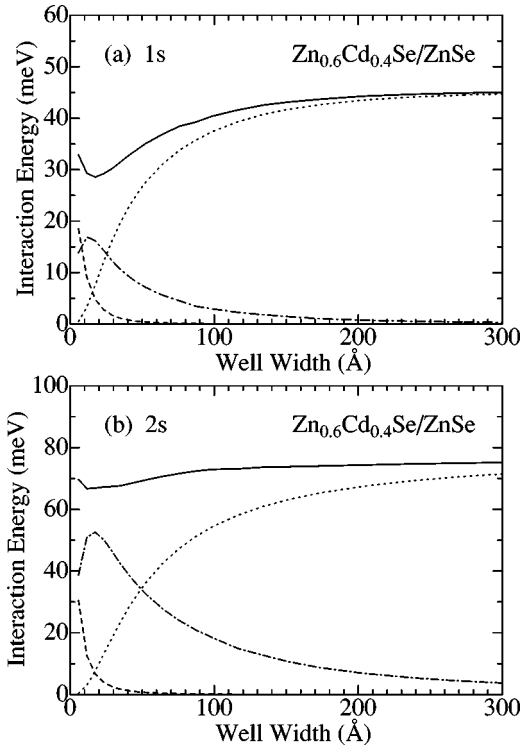 60
50
40
30
20
10
0
Interaction Energy (meV)
(a) 1s
Zn0.6Cd0.4Se/ZnSe
0 100 200 300
Well Width (Å)
100
80
60
40
20
0
Interaction Energy (meV)
(b) 2s
Zn0.6Cd0.4Se/ZnSe
0 100 200 300
Well Width (Å)